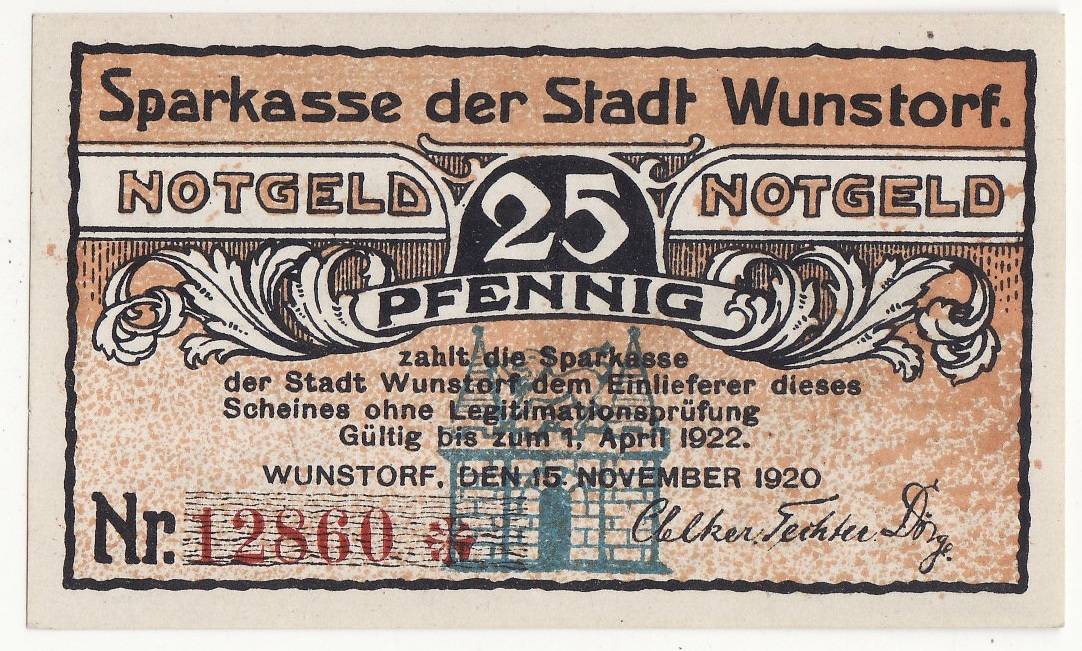 Sparkasse der Stadt Wunstorf.
NOTGELD 25 NOTGELD
PFENNIG
zahlt die Sparkasse
der Stadt Wunstorf dem Einlieferer dieses
Scheines ohne Legitimationsprüfung
Gültig bis zum 1. April 1922.
WUNSTORF, DEN 15. NOVEMBER 1920
Nr. 12860